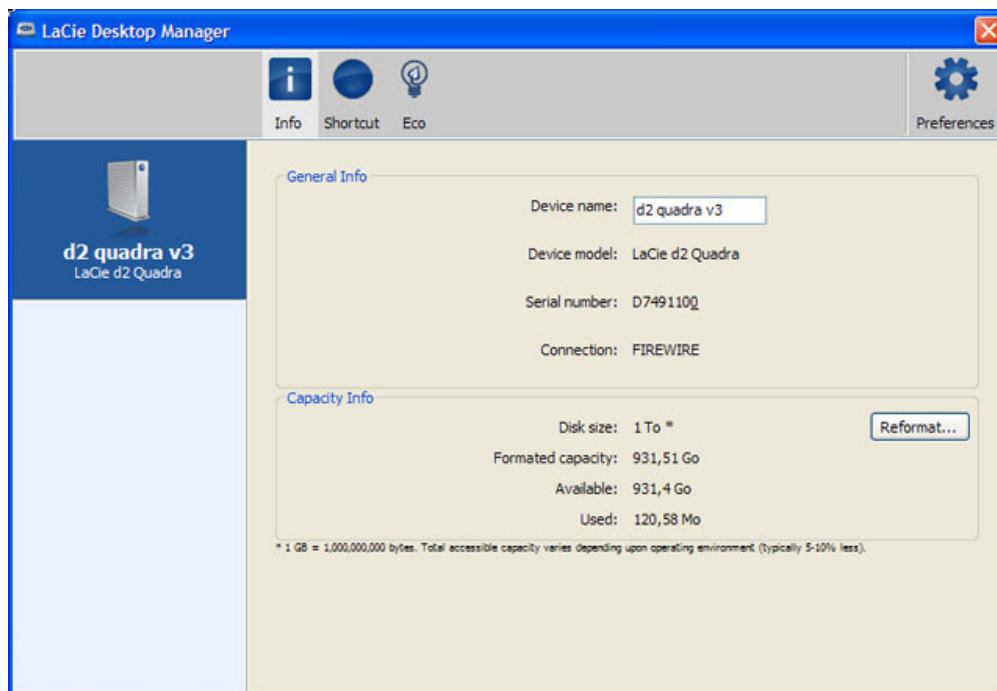 LaCie Desktop Manager
Info Shortcut Eco Preferences
d2 quadra v3
LaCie d2 Quadra
General Info
Device name: d2 quadra v3
Device model: LaCie d2 Quadra
Serial number: D7491100
Connection: FIREWIRE
Capacity Info
Disk size: 1 To * Reformat...
Formated capacity: 931,51 Go
Available: 931,4 Go
Used: 120,58 Mo
* 1 GB = 1,000,000,000 bytes. Total accessible capacity varies depending upon operating environment (typically 5-10% less).